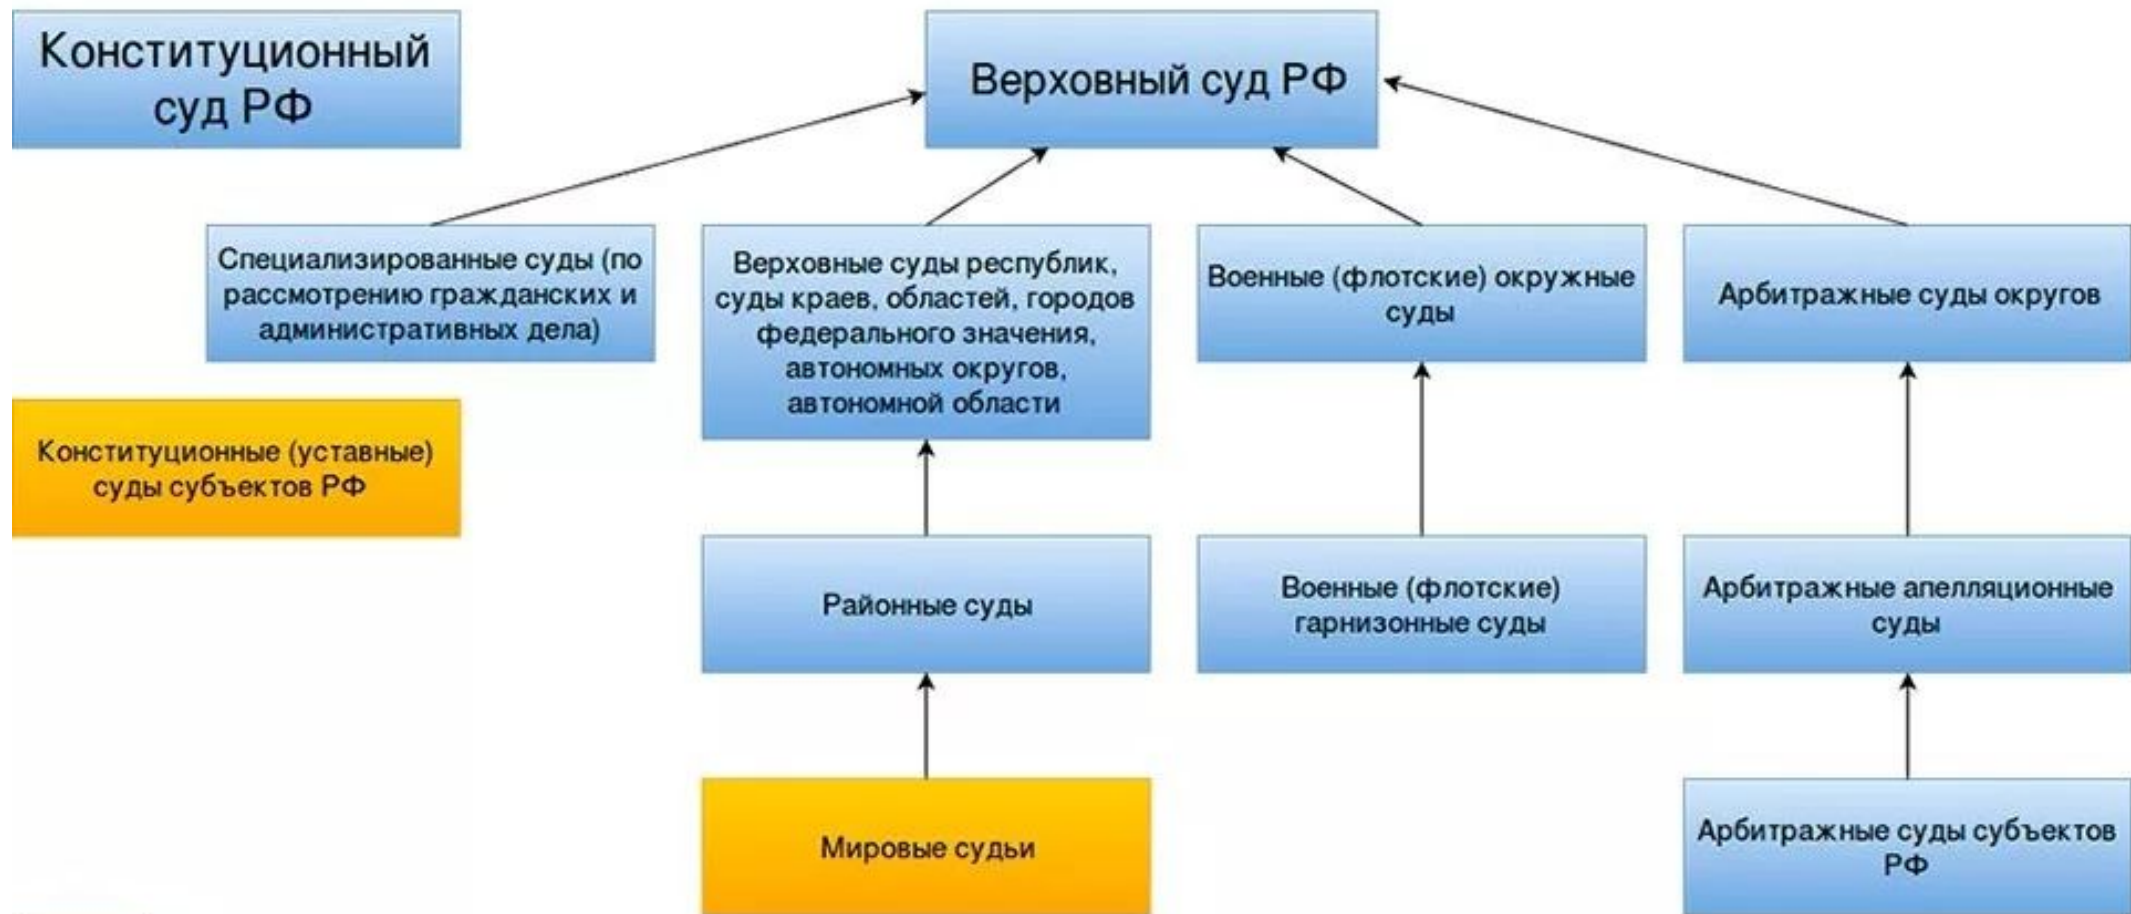 Конституционный
суд РФ
Верховный суд РФ
Специализированные суды (по
рассмотрению гражданских и
административных дела)
Верховные суды республик,
суды краев, областей, городов
федерального значения,
автономных округов,
автономной области
Военные (флотские) окружные
суды
Арбитражные суды округов
Конституционные (уставные)
суды субъектов РФ
Районные суды
Военные (флотские)
гарнизонные суды
Арбитражные апелляционные
суды
Мировые судьи
Арбитражные суды субъектов
РФ